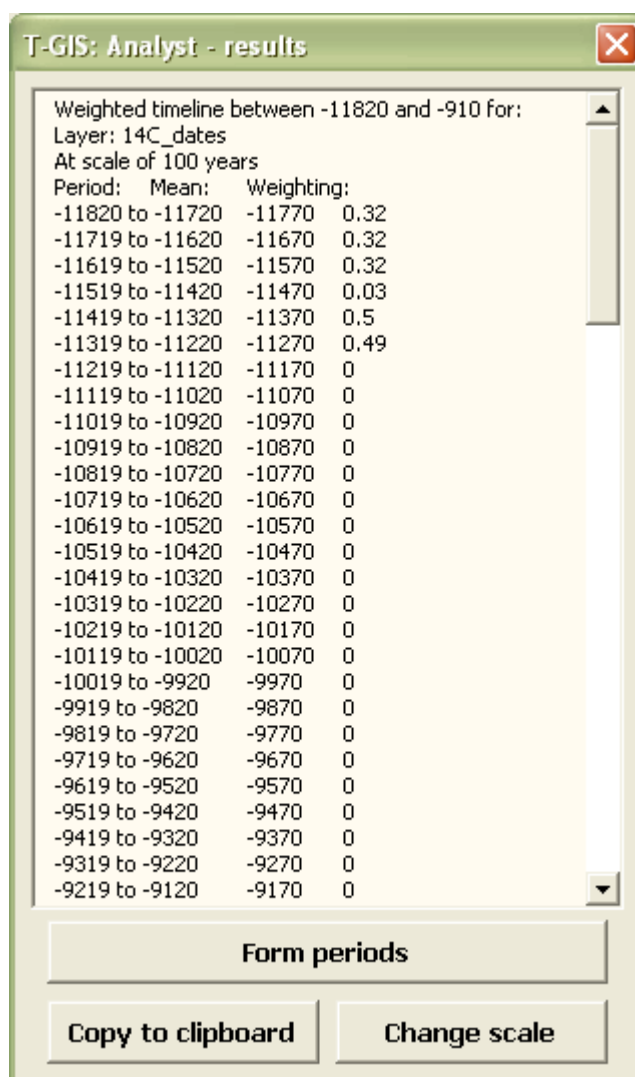 T-GIS: Analyst - results
Weighted timeline between -11820 and -910 for:
Layer: 14C_dates
At scale of 100 years
Period: Mean: Weighting:
-11820 to -11720 -11770 0.32
-11719 to -11620 -11670 0.32
-11619 to -11520 -11570 0.32
-11519 to -11420 -11470 0.03
-11419 to -11320 -11370 0.5
-11319 to -11220 -11270 0.49
-11219 to -11120 -11170 0
-11119 to -11020 -11070 0
-11019 to -10920 -10970 0
-10919 to -10820 -10870 0
-10819 to -10720 -10770 0
-10719 to -10620 -10670 0
-10619 to -10520 -10570 0
-10519 to -10420 -10470 0
-10419 to -10320 -10370 0
-10319 to -10220 -10270 0
-10219 to -10120 -10170 0
-10119 to -10020 -10070 0
-10019 to -9920 -9970 0
-9919 to -9820 -9870 0
-9819 to -9720 -9770 0
-9719 to -9620 -9670 0
-9619 to -9520 -9570 0
-9519 to -9420 -9470 0
-9419 to -9320 -9370 0
-9319 to -9220 -9270 0
-9219 to -9120 -9170 0
Form periods
Copy to clipboard Change scale